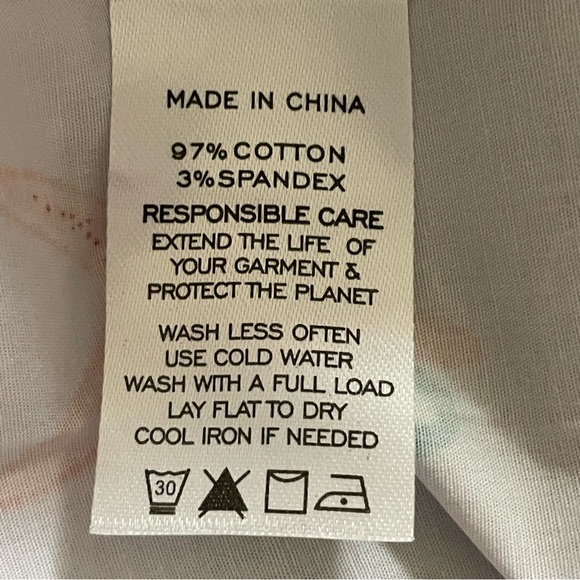 MADE IN CHINA
97% COTTON
3% SPANDEX
RESPONSIBLE CARE
EXTEND THE LIFE OF
YOUR GARMENT &
PROTECT THE PLANET
WASH LESS OFTEN
USE COLD WATER
WASH WITH A FULL LOAD
LAY FLAT TO DRY
COOL IRON IF NEEDED
30